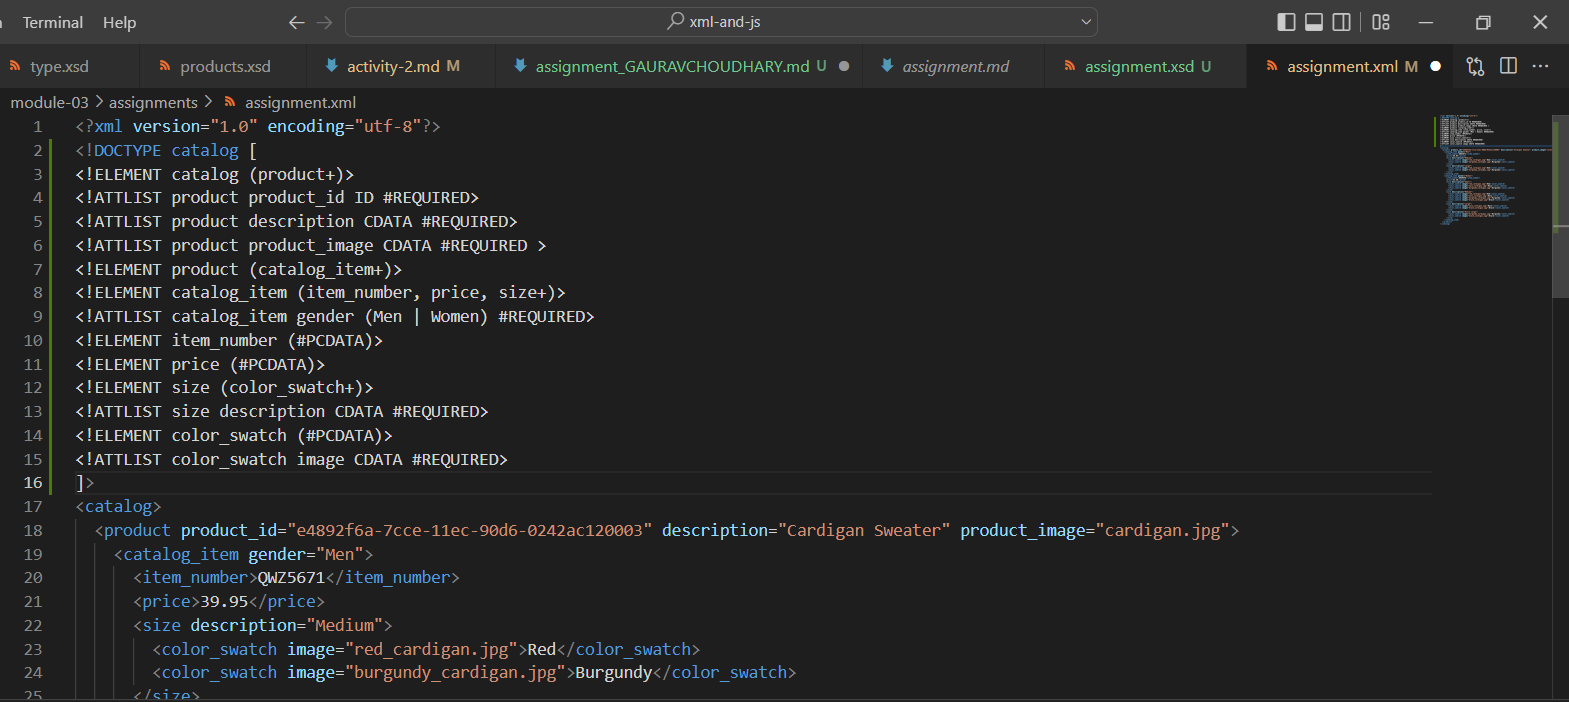 Terminal Help xml-and-js
type.xsd products.xsd activity-2.md M assignment_GAURAVCHOUDHARY.md U assignment.md assignment.xsd U assignment.xml M
module-03 > assignments > assignment.xml
1 <?xml version="1.0" encoding="utf-8"?>
2 <!DOCTYPE catalog [
3 <!ELEMENT catalog (product+)>
4 <!ATTLIST product product_id ID #REQUIRED>
5 <!ATTLIST product description CDATA #REQUIRED>
6 <!ATTLIST product product_image CDATA #REQUIRED >
7 <!ELEMENT product (catalog_item+)>
8 <!ELEMENT catalog_item (item_number, price, size+)>
9 <!ATTLIST catalog_item gender (Men | Women) #REQUIRED>
10 <!ELEMENT item_number (#PCDATA)>
11 <!ELEMENT price (#PCDATA)>
12 <!ELEMENT size (color_swatch+)>
13 <!ATTLIST size description CDATA #REQUIRED>
14 <!ELEMENT color_swatch (#PCDATA)>
15 <!ATTLIST color_swatch image CDATA #REQUIRED>
16 ]>
17 <catalog>
18 <product product_id="e4892f6a-7cce-11ec-90d6-0242ac120003" description="Cardigan Sweater" product_image="cardigan.jpg">
19 <catalog_item gender="Men">
20 <item_number>QWZ5671</item_number>
21 <price>39.95</price>
22 <size description="Medium">
23 <color_swatch image="red_cardigan.jpg">Red</color_swatch>
24 <color_swatch image="burgundy_cardigan.jpg">Burgundy</color_swatch>
25 </size>